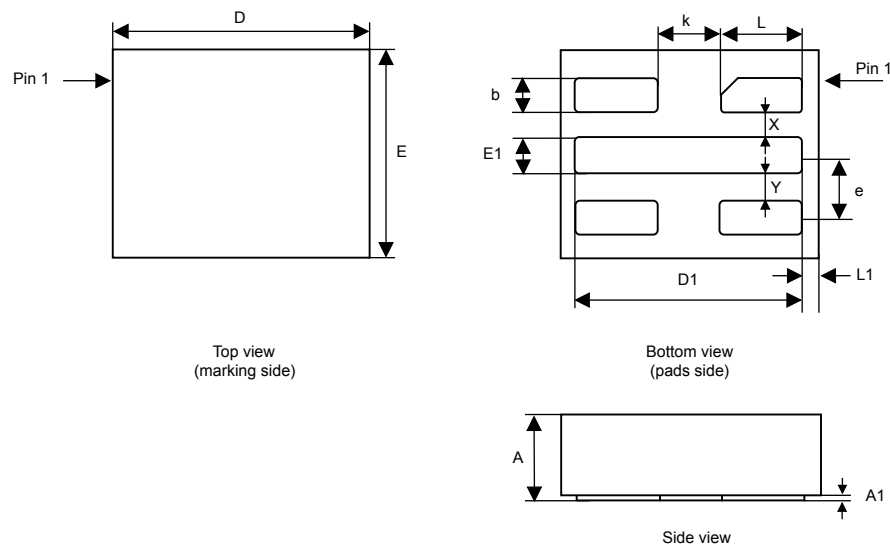 D
k
L
Pin 1
Pin 1
b
X
E
E1
Y
e
L1
D1
Top view
(marking side)
Bottom view
(pads side)
A
A1
Side view